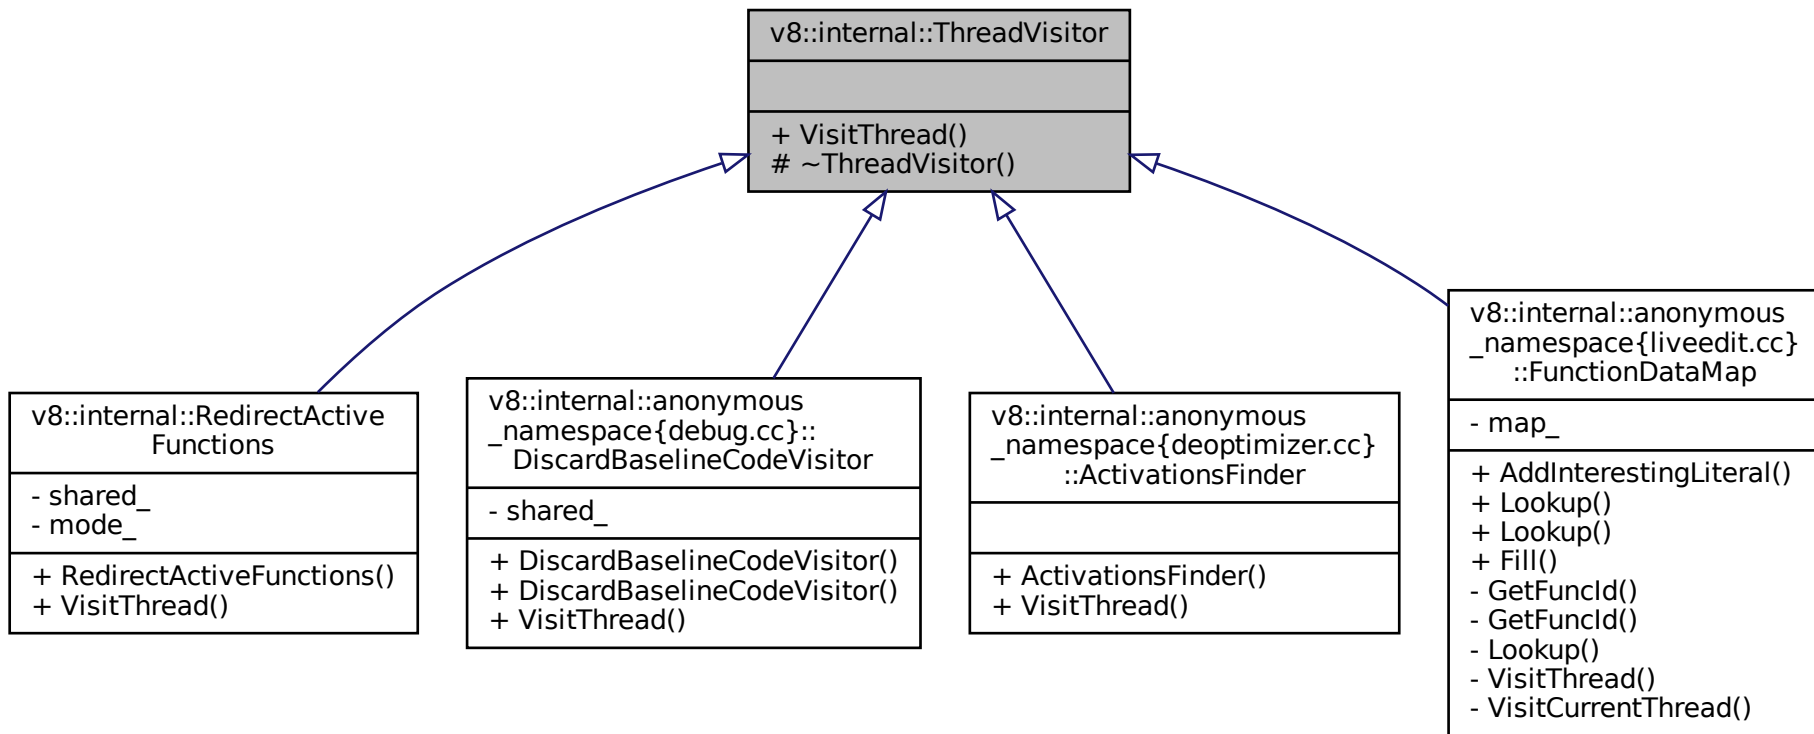 v8::internal::ThreadVisitor
+ VisitThread()
# ~ThreadVisitor()
v8::internal::RedirectActive
Functions
- shared_
- mode_
+ RedirectActiveFunctions()
+ VisitThread()
v8::internal::anonymous
_namespace{debug.cc}::
DiscardBaselineCodeVisitor
- shared_
+ DiscardBaselineCodeVisitor()
+ DiscardBaselineCodeVisitor()
+ VisitThread()
v8::internal::anonymous
_namespace{deoptimizer.cc}
::ActivationsFinder
+ ActivationsFinder()
+ VisitThread()
v8::internal::anonymous
_namespace{liveedit.cc}
::FunctionDataMap
- map_
+ AddInterestingLiteral()
+ Lookup()
+ Lookup()
+ Fill()
- GetFuncId()
- GetFuncId()
- Lookup()
- VisitThread()
- VisitCurrentThread()